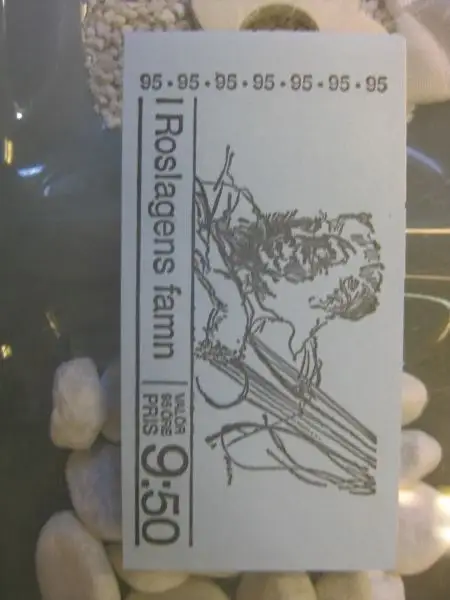 95 • 95 • 95 • 95 • 95 • 95 • 95
I Roslagens famn
VALÖR
95 ÖRE
PRIS
9:50